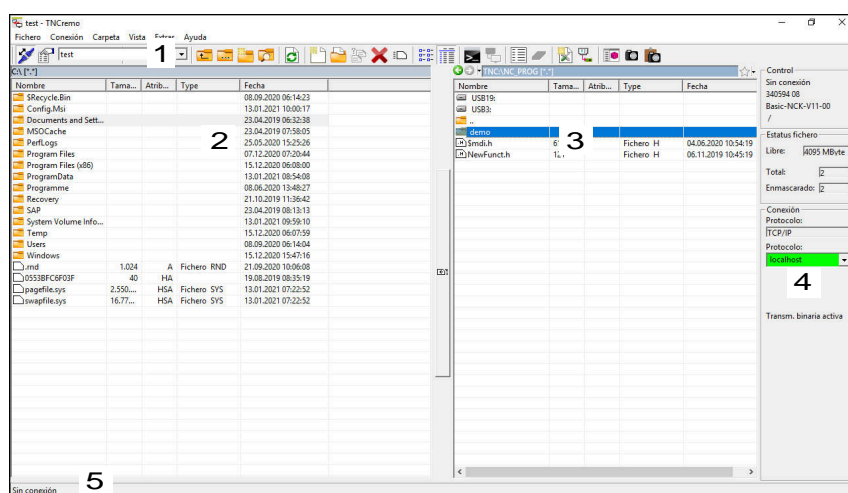 test - TNCremo
Fichero Conexión Carpeta Vista Extras Ayuda
test
1
C:\ [*.*]
Nombre Tama... Atrib... Type Fecha
$Recycle.Bin 08.09.2020 06:14:23
Config.Msi 13.01.2021 10:00:17
Documents and Sett... 23.04.2019 06:32:38
MSOCache 23.04.2019 07:58:05
PerfLogs 25.05.2020 15:25:26
Program Files 07.12.2020 07:20:44
Program Files (x86) 15.12.2020 06:08:00
ProgramData 13.01.2021 08:54:08
Programme 08.06.2020 13:48:27
Recovery 21.10.2019 11:36:42
SAP 23.04.2019 08:13:13
System Volume Info... 13.01.2021 09:59:10
Temp 15.12.2020 06:07:59
Users 08.09.2020 06:14:04
Windows 15.12.2020 15:47:16
.rnd 1.024 A Fichero RND 21.09.2020 10:06:08
0553BFC6F03F 40 HA 19.08.2019 08:35:19
pagefile.sys 2.550.... HSA Fichero SYS 13.01.2021 07:22:52
swapfile.sys 16.77... HSA Fichero SYS 13.01.2021 07:22:52
2
TNC:\NC_PROG [*.*]
Nombre Tama... Atrib... Type Fecha
USB19:
USB3:
..
demo
$mdi.h Fichero H 04.06.2020 10:54:19
NewFunct.h Fichero H 06.11.2019 10:45:19
3
Control
Sin conexión
340594 08
Basic-NCK-V11-00
/
Estatus fichero
Libre: 4095 MByte
Total: 2
Enmascarado: 2
Conexión
Protocolo:
TCP/IP
Protocolo:
localhost
4
Transm. binaria activa
5
Sin conexión